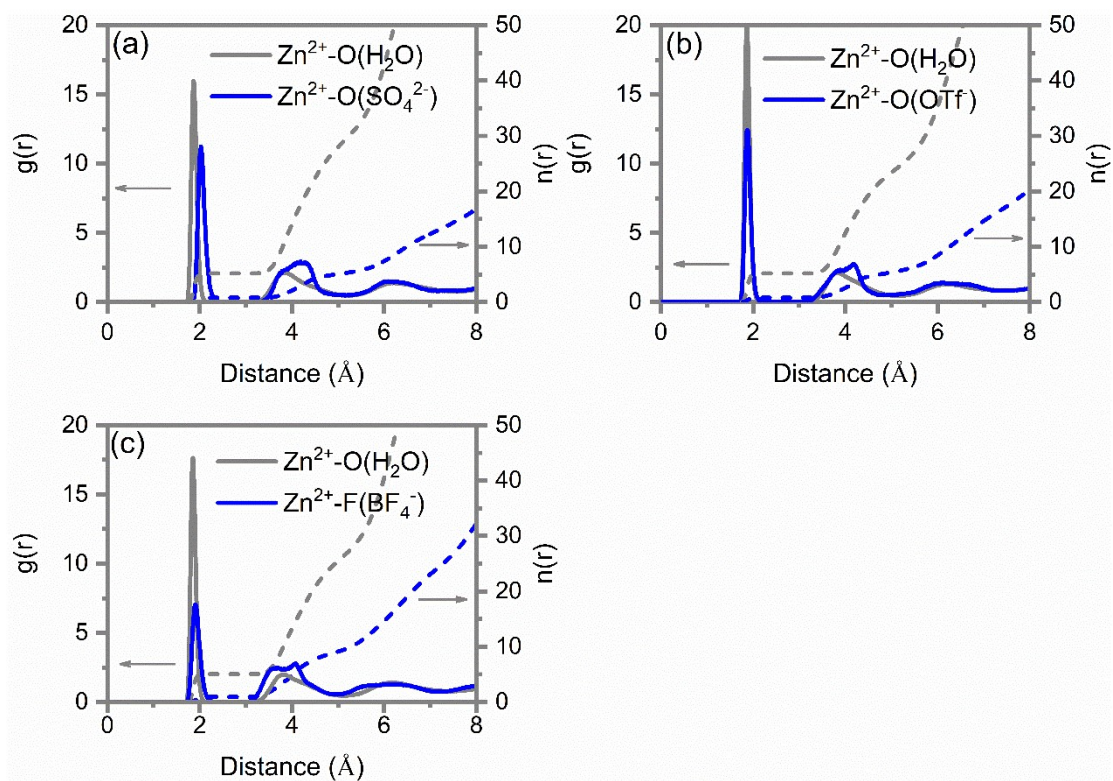 (a)
Zn²⁺-O(H₂O)
Zn²⁺-O(SO₄²⁻)
g(r)
20
15
10
5
0
50
40
30
20
10
0
n(r)
0 2 4 6 8
Distance (Å)
(b)
Zn²⁺-O(H₂O)
Zn²⁺-O(OTf⁻)
g(r)
20
15
10
5
0
50
40
30
20
10
0
n(r)
0 2 4 6 8
Distance (Å)
(c)
Zn²⁺-O(H₂O)
Zn²⁺-F(BF₄⁻)
g(r)
20
15
10
5
0
50
40
30
20
10
0
n(r)
0 2 4 6 8
Distance (Å)